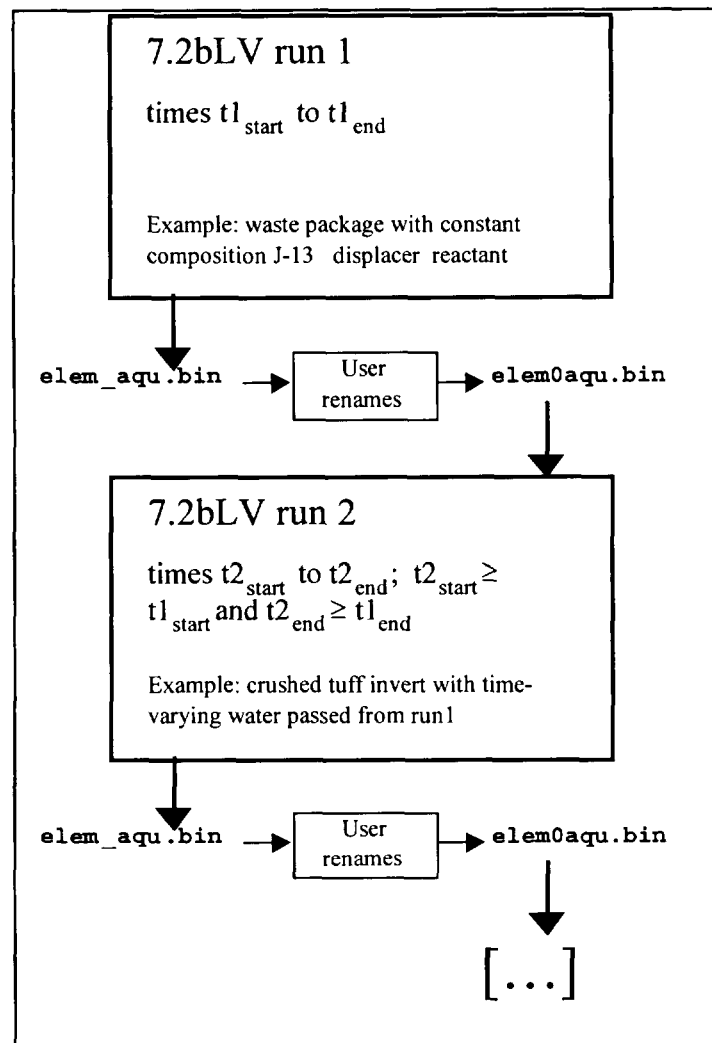 7.2bLV run 1
times t1start to t1end
Example: waste package with constant
composition J-13 displacer reactant
elem_aqu.bin
User
renames
elem0aqu.bin
7.2bLV run 2
times t2start to t2end; t2start ≥
t1start and t2end ≥ t1end
Example: crushed tuff invert with time-
varying water passed from run1
elem_aqu.bin
User
renames
elem0aqu.bin
[...]